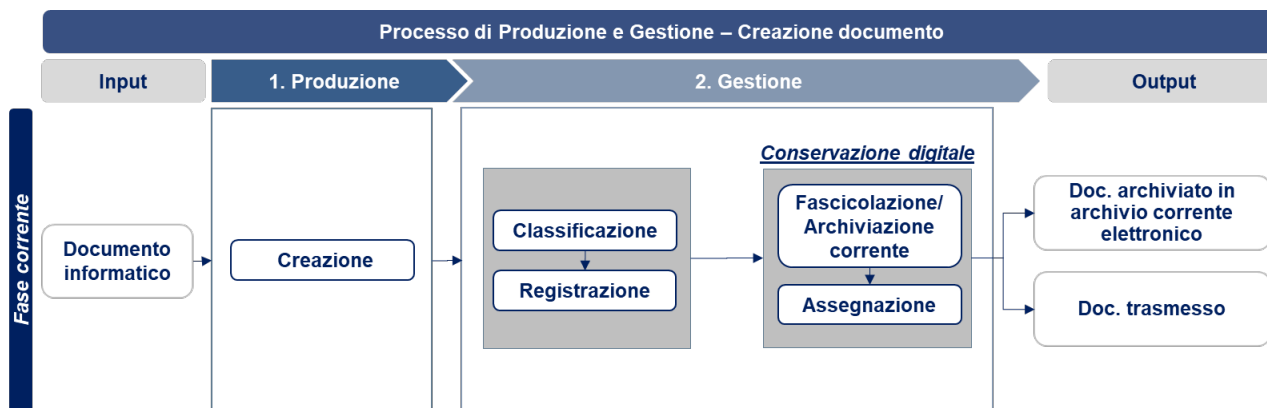 Processo di Produzione e Gestione – Creazione documento
Input
1. Produzione
2. Gestione
Output
Fase corrente
Documento
informatico
Creazione
Classificazione
Registrazione
Conservazione digitale
Fascicolazione/
Archiviazione
corrente
Assegnazione
Doc. archiviato in
archivio corrente
elettronico
Doc. trasmesso